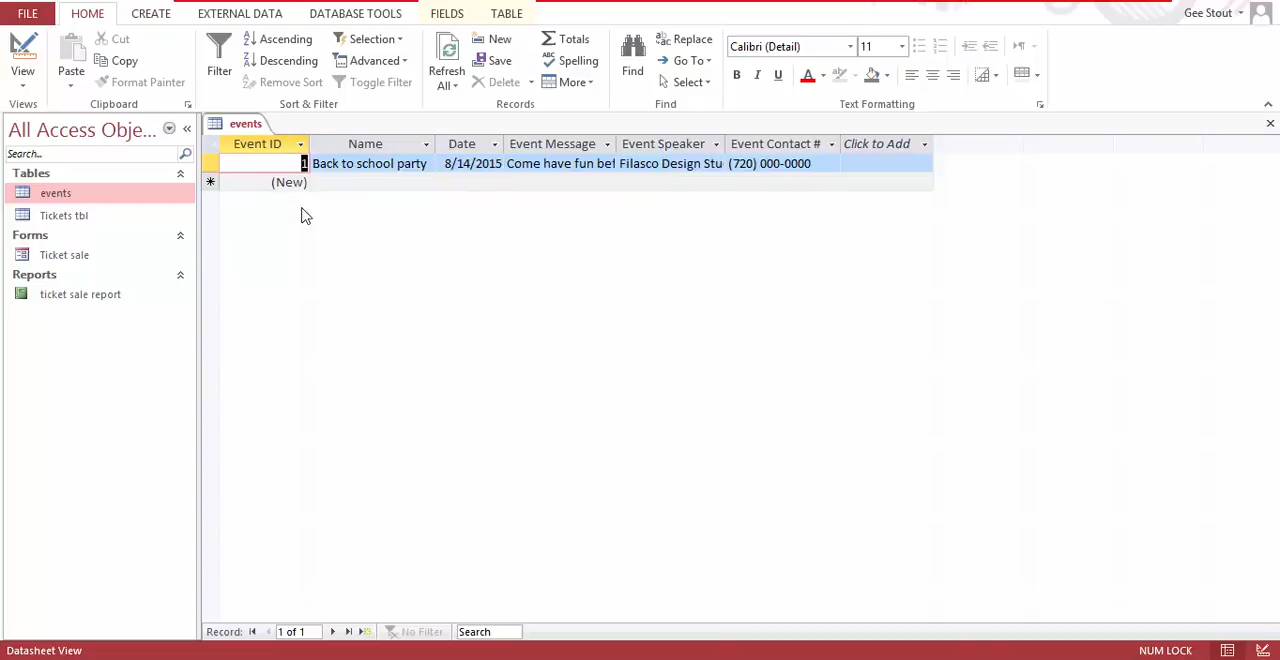 FILE HOME CREATE EXTERNAL DATA DATABASE TOOLS FIELDS TABLE Gee Stout
View
Views
Paste
Cut
Copy
Format Painter
Clipboard
Filter
Ascending
Descending
Remove Sort
Selection
Advanced
Toggle Filter
Sort & Filter
Refresh
All
New
Save
Delete
Totals
Spelling
More
Records
Find
Replace
Go To
Select
Find
Calibri (Detail) 11
B I U A
Text Formatting
All Access Obje...
Search...
Tables
events
Tickets tbl
Forms
Ticket sale
Reports
ticket sale report
events
Event ID Name Date Event Message Event Speaker Event Contact # Click to Add
1 Back to school party 8/14/2015 Come have fun bef Filasco Design Stu (720) 000-0000
(New)
Record: 1 of 1 No Filter Search
Datasheet View NUM LOCK